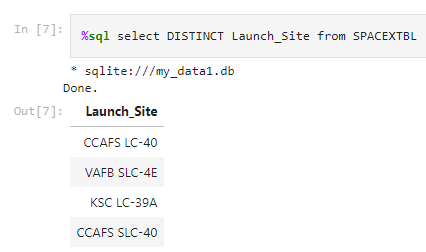 In [7]: %sql select DISTINCT Launch_Site from SPACEXTBL
* sqlite:///my_data1.db
Done.
Out[7]: Launch_Site
CCAFS LC-40
VAFB SLC-4E
KSC LC-39A
CCAFS SLC-40